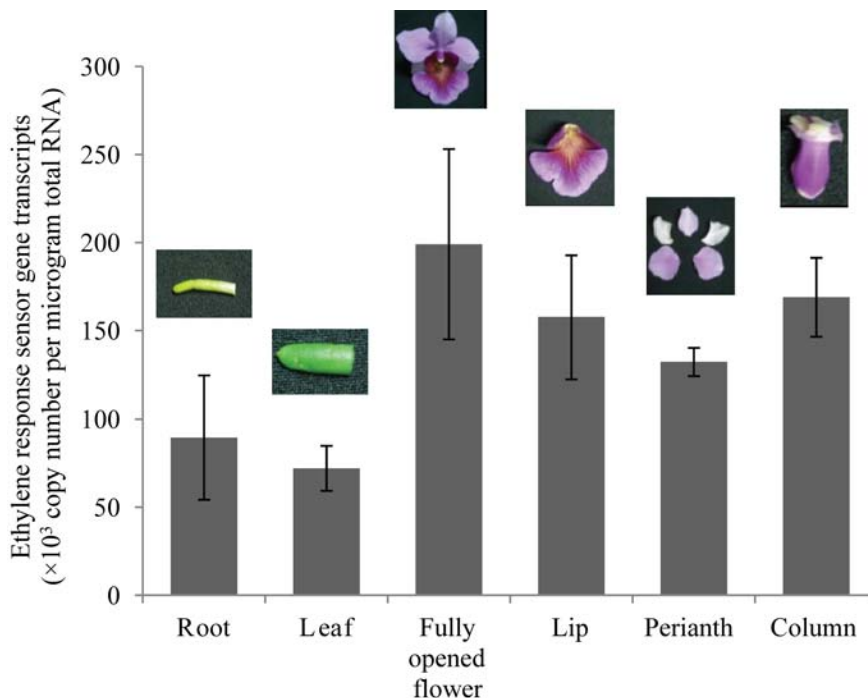 Ethylene response sensor gene transcripts
(×10³ copy number per microgram total RNA)
300
250
200
150
100
50
0
Root
Leaf
Fully
opened
flower
Lip
Perianth
Column